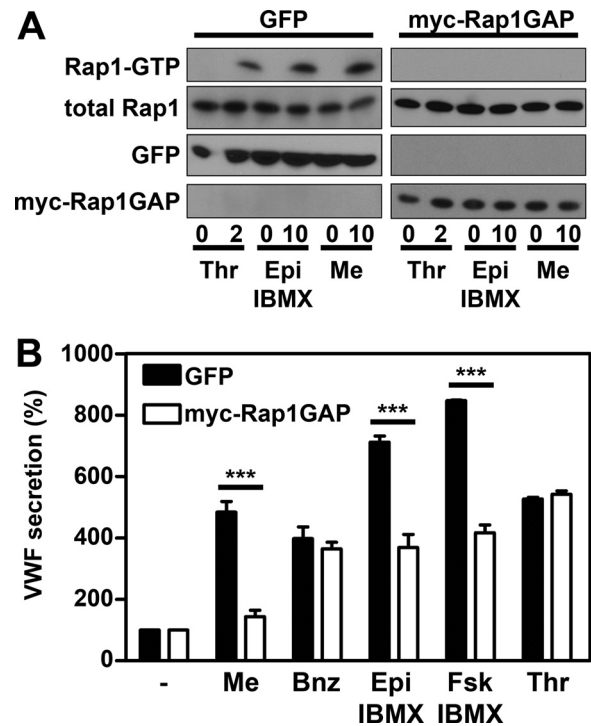 A
GFP myc-Rap1GAP
Rap1-GTP
total Rap1
GFP
myc-Rap1GAP
0 2 0 10 0 10 0 2 0 10 0 10
Thr Epi Me Thr Epi Me
IBMX IBMX
B
1000
GFP
myc-Rap1GAP
***
***
***
800
600
400
200
0
VWF secretion (%)
- Me Bnz Epi Fsk Thr
IBMX IBMX